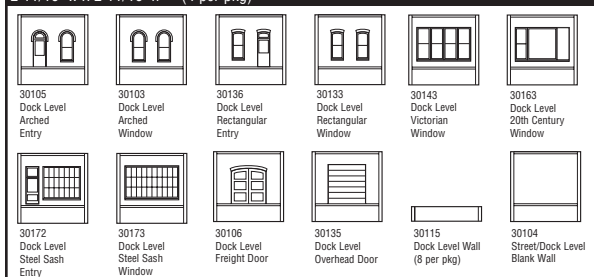 (4 per pkg)
30105
Dock Level
Arched
Entry
30103
Dock Level
Arched
Window
30136
Dock Level
Rectangular
Entry
30133
Dock Level
Rectangular
Window
30143
Dock Level
Victorian
Window
30163
Dock Level
20th Century
Window
30172
Dock Level
Steel Sash
Entry
30173
Dock Level
Steel Sash
Window
30106
Dock Level
Freight Door
30135
Dock Level
Overhead Door
30115
Dock Level Wall
(8 per pkg)
30104
Street/Dock Level
Blank Wall